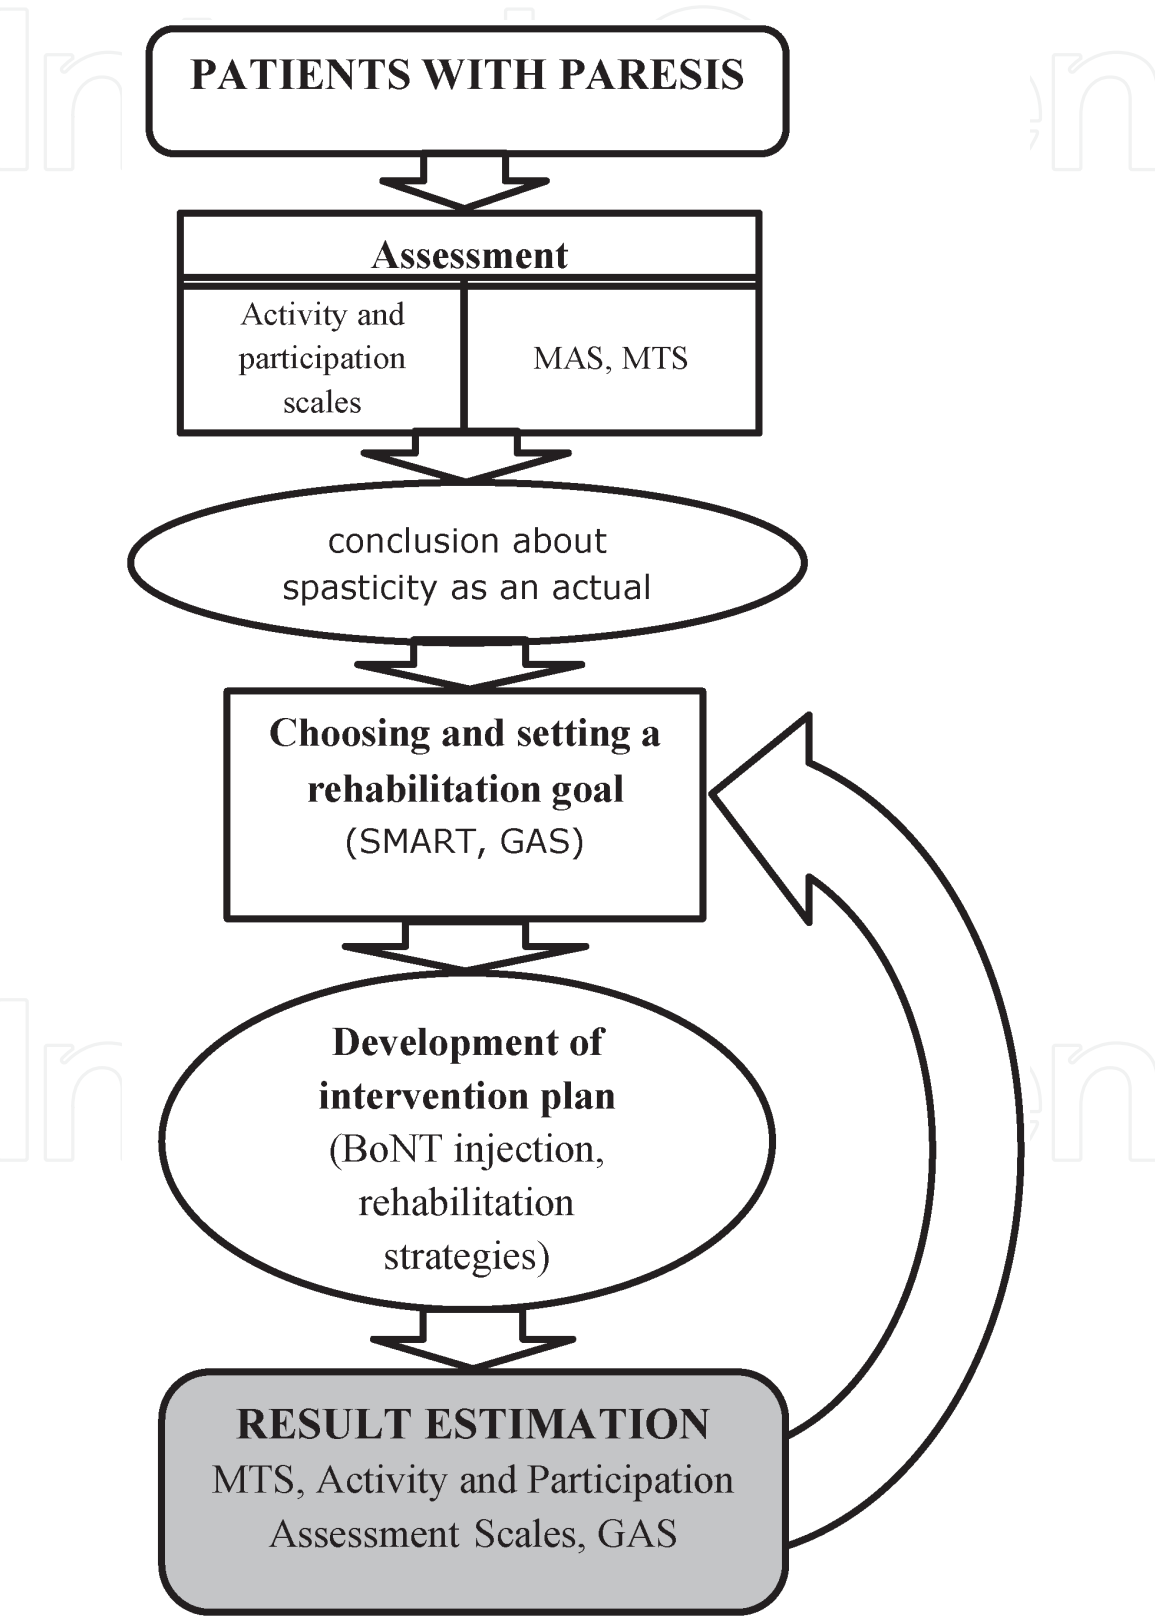 PATIENTS WITH PARESIS
Assessment
Activity and
participation
scales
MAS, MTS
conclusion about
spasticity as an actual
Choosing and setting a
rehabilitation goal
(SMART, GAS)
Development of
intervention plan
(BoNT injection,
rehabilitation
strategies)
RESULT ESTIMATION
MTS, Activity and Participation
Assessment Scales, GAS